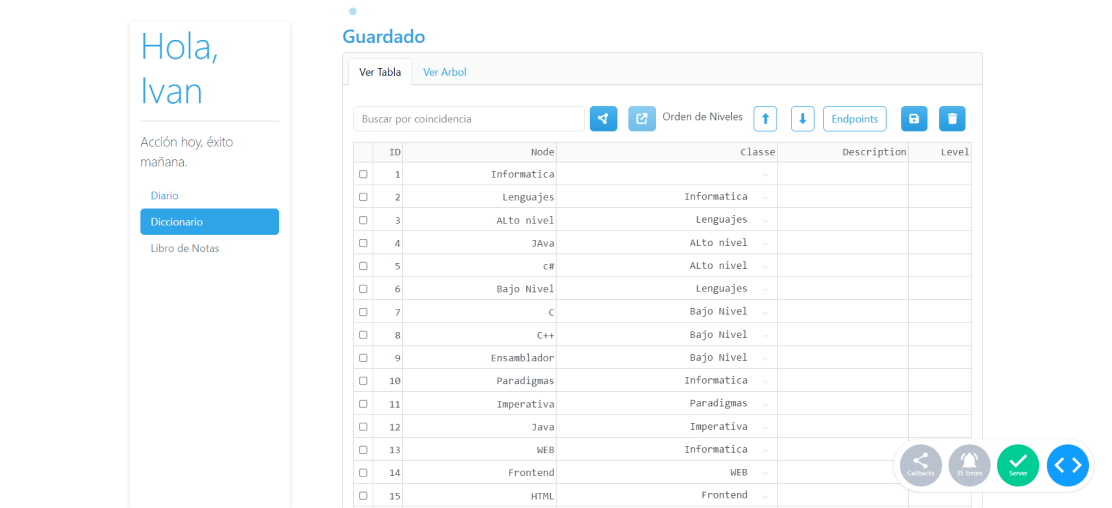 Hola,
Ivan
Acción hoy, éxito
mañana.
Diario
Diccionario
Libro de Notas
Guardado
Ver Tabla Ver Arbol
Buscar por coincidencia Orden de Niveles Endpoints
ID Node Classe Description Level
1 Informatica
2 Lenguajes Informatica
3 ALto nivel Lenguajes
4 JAva ALto nivel
5 c# ALto nivel
6 Bajo Nivel Lenguajes
7 C Bajo Nivel
8 C++ Bajo Nivel
9 Ensamblador Bajo Nivel
10 Paradigmas Informatica
11 Imperativa Paradigmas
12 Java Imperativa
13 WEB Informatica
14 Frontend WEB
15 HTML Frontend
Callbacks 35 Errors Server